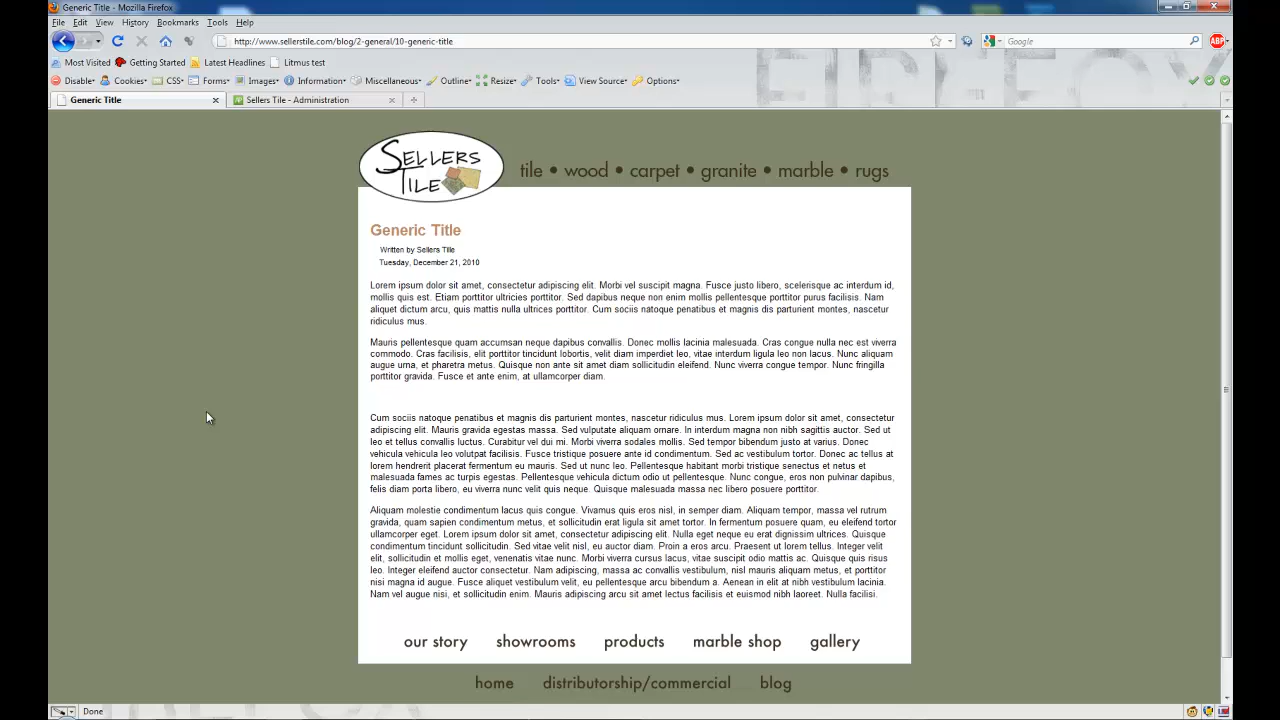 Generic Title - Mozilla Firefox
File Edit View History Bookmarks Tools Help
http://www.sellerstile.com/blog/2-general/10-generic-title
Google
ABP
Most Visited Getting Started Latest Headlines Litmus test
Disable Cookies CSS Forms Images Information Miscellaneous Outline Resize Tools View Source Options
Generic Title
Sellers Tile - Administration
SELLERS
TILE
tile • wood • carpet • granite • marble • rugs
Generic Title
Written by Sellers Tile
Tuesday, December 21, 2010
Lorem ipsum dolor sit amet, consectetur adipiscing elit. Morbi vel suscipit magna. Fusce justo libero, scelerisque ac interdum id,
mollis quis est. Etiam porttitor ultricies porttitor. Sed dapibus neque non enim mollis pellentesque porttitor purus facilisis. Nam
aliquet dictum arcu, quis mattis nulla ultrices porttitor. Cum sociis natoque penatibus et magnis dis parturient montes, nascetur
ridiculus mus.
Mauris pellentesque quam accumsan neque dapibus convallis. Donec mollis lacinia malesuada. Cras congue nulla nec est viverra
commodo. Cras facilisis, elit porttitor tincidunt lobortis, velit diam imperdiet leo, vitae interdum ligula leo non lacus. Nunc aliquam
augue urna, et pharetra metus. Quisque non ante sit amet diam sollicitudin eleifend. Nunc viverra congue tempor. Nunc fringilla
porttitor gravida. Fusce et ante enim, at ullamcorper diam.
Cum sociis natoque penatibus et magnis dis parturient montes, nascetur ridiculus mus. Lorem ipsum dolor sit amet, consectetur
adipiscing elit. Mauris gravida egestas massa. Sed vulputate aliquam ornare. In interdum magna non nibh sagittis auctor. Sed ut
leo et tellus convallis luctus. Curabitur vel dui mi. Morbi viverra sodales mollis. Sed tempor bibendum justo at varius. Donec
vehicula vehicula leo volutpat facilisis. Fusce tristique posuere ante id condimentum. Sed ac vestibulum tortor. Donec ac tellus at
lorem hendrerit placerat fermentum eu mauris. Sed ut nunc leo. Pellentesque habitant morbi tristique senectus et netus et
malesuada fames ac turpis egestas. Pellentesque vehicula dictum odio ut pellentesque. Nunc congue, eros non pulvinar dapibus,
felis diam porta libero, eu viverra nunc velit quis neque. Quisque malesuada massa nec libero posuere porttitor.
Aliquam molestie condimentum lacus quis congue. Vivamus quis eros nisl, in semper diam. Aliquam tempor, massa vel rutrum
gravida, quam sapien condimentum metus, et sollicitudin erat ligula sit amet tortor. In fermentum posuere quam, eu eleifend tortor
ullamcorper eget. Lorem ipsum dolor sit amet, consectetur adipiscing elit. Nulla eget neque eu erat dignissim ultrices. Quisque
condimentum tincidunt sollicitudin. Sed vitae velit nisl, eu auctor diam. Proin a eros arcu. Praesent ut lorem tellus. Integer velit
elit, sollicitudin et mollis eget, venenatis vitae nunc. Morbi viverra cursus lacus, vitae suscipit odio mattis ac. Quisque quis risus
leo. Integer eleifend auctor consectetur. Nam adipiscing, massa ac convallis vestibulum, nisl mauris aliquam metus, et porttitor
nisi magna id augue. Fusce aliquet vestibulum velit, eu pellentesque arcu bibendum a. Aenean in elit at nibh vestibulum lacinia.
Nam vel augue nisi, et sollicitudin enim. Mauris adipiscing arcu sit amet lectus facilisis et euismod nibh laoreet. Nulla facilisi.
our story showrooms products marble shop gallery
home distributorship/commercial blog
Done